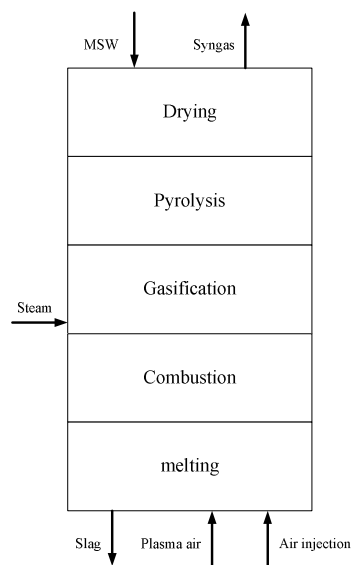 MSW
Syngas
Drying
Pyrolysis
Gasification
Steam
Combustion
melting
Slag
Plasma air
Air injection